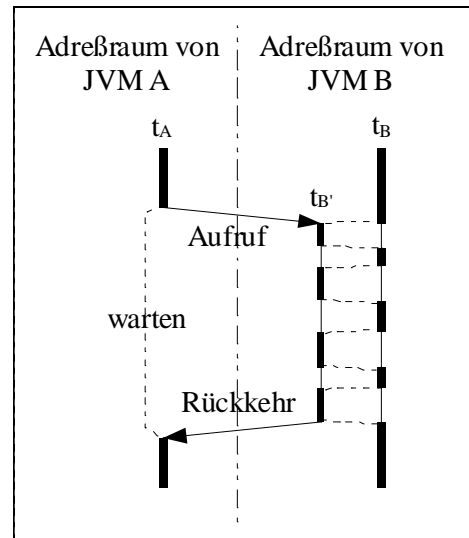 Adreßraum von
JVM A
Adreßraum von
JVM B
tA
tB
tB'
Aufruf
warten
Rückkehr